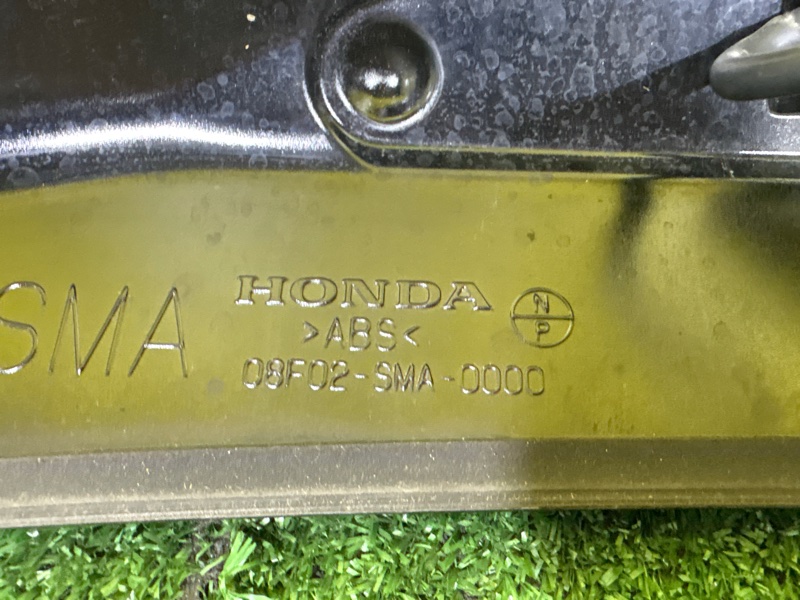 SMA
HONDA
>ABS<
08F02-SMA-0000
N
P